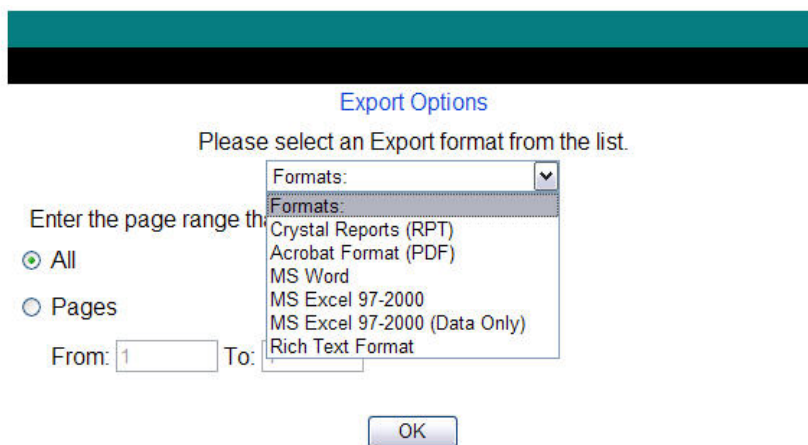 Export Options
Please select an Export format from the list.
Formats:
Formats:
Enter the page range
Crystal Reports (RPT)
Acrobat Format (PDF)
All
MS Word
MS Excel 97-2000
Pages
MS Excel 97-2000 (Data Only)
Rich Text Format
From: 1 To:
OK